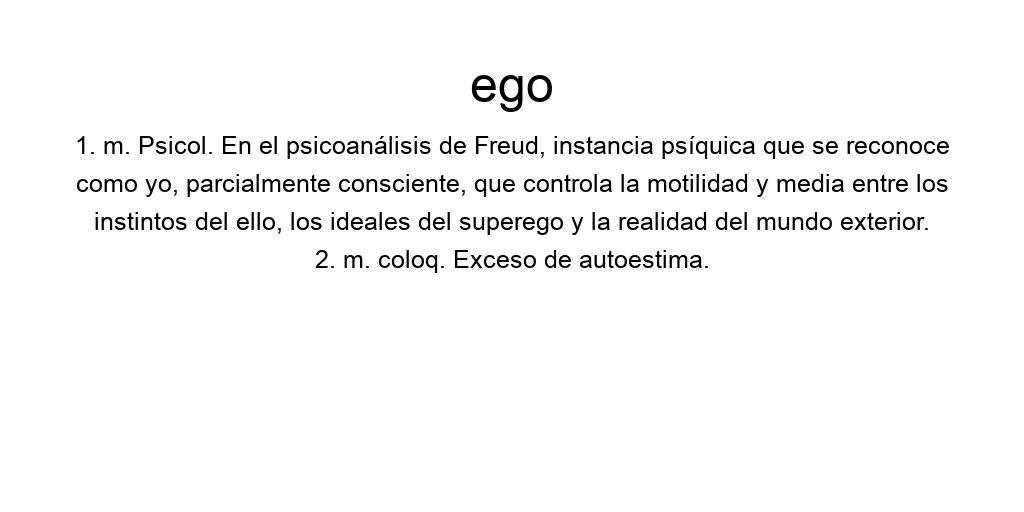 ego
1. m. Psicol. En el psicoanálisis de Freud, instancia psíquica que se reconoce
como yo, parcialmente consciente, que controla la motilidad y media entre los
instintos del ello, los ideales del superego y la realidad del mundo exterior.
2. m. coloq. Exceso de autoestima.